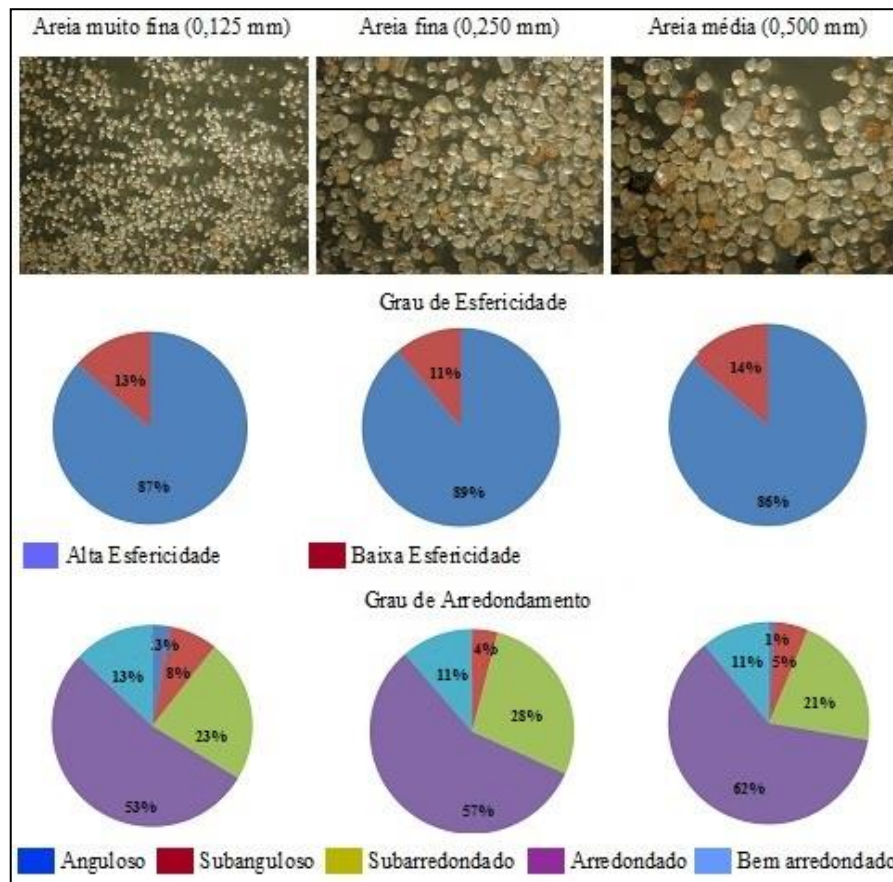 Areia muito fina (0,125 mm) Areia fina (0,250 mm) Areia média (0,500 mm)
Grau de Esfericidade
13% 11% 14%
87% 89% 86%
Alta Esfericidade Baixa Esfericidade
Grau de Arredondamento
3% 4% 1%
13% 8% 11% 11% 5%
23% 28% 21%
53% 57% 62%
Anguloso Subanguloso Subarredondado Arredondado Bem arredondado